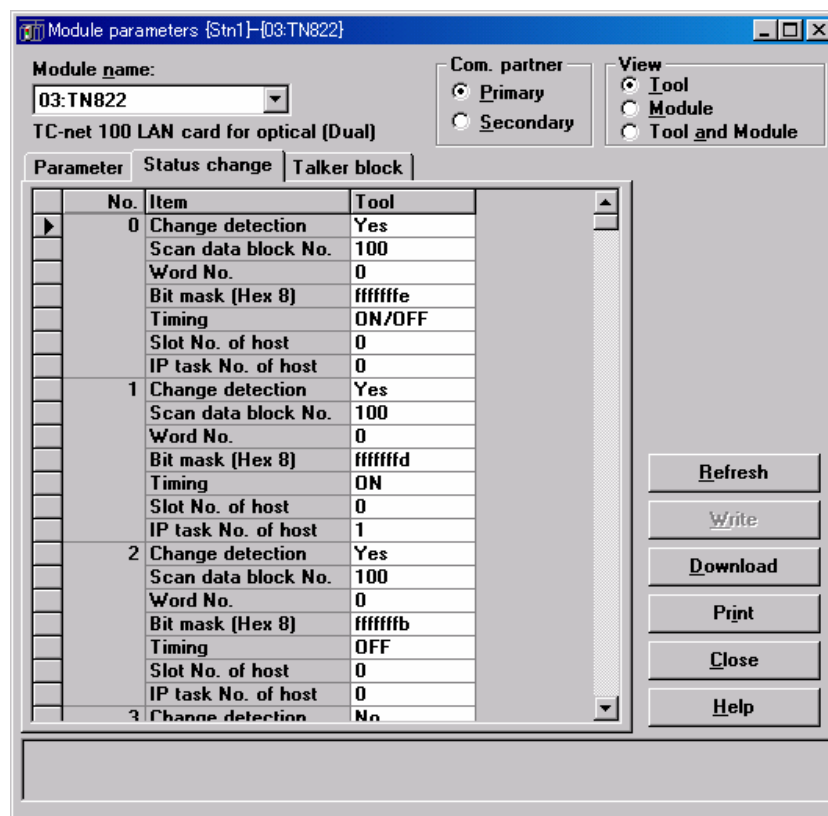 Module parameters {Stn1}-{03:TN822}
Module name:
03:TN822
TC-net 100 LAN card for optical (Dual)
Com. partner
Primary
Secondary
View
Tool
Module
Tool and Module
Parameter Status change Talker block
No. Item Tool
0 Change detection Yes
Scan data block No. 100
Word No. 0
Bit mask (Hex 8) fffffffe
Timing ON/OFF
Slot No. of host 0
IP task No. of host 0
1 Change detection Yes
Scan data block No. 100
Word No. 0
Bit mask (Hex 8) fffffffd
Timing ON
Slot No. of host 0
IP task No. of host 1
2 Change detection Yes
Scan data block No. 100
Word No. 0
Bit mask (Hex 8) fffffffb
Timing OFF
Slot No. of host 0
IP task No. of host 0
3 Change detection No
Refresh
Write
Download
Print
Close
Help